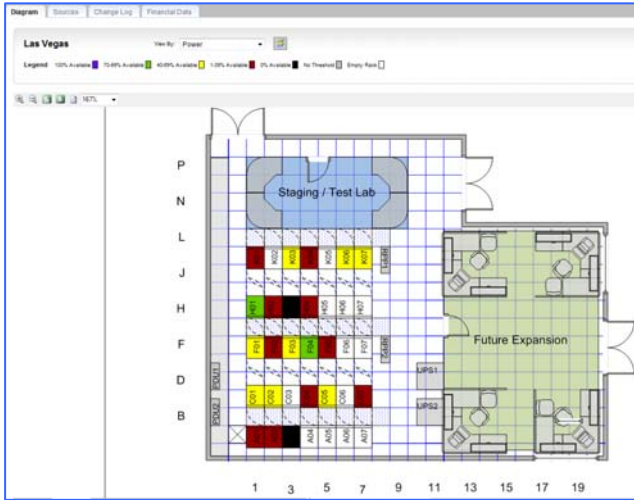 Diagram Sources Change Log Financial Data
Las Vegas View By: Power
Legend 100% Available 70-99% Available 40-69% Available 1-39% Available 0% Available No Threshold Empty Rack
167%
P
N
Staging / Test Lab
L
K02 K03 K05 K06 K07 RPP1
J
H
H01 H05 H06 H07
F
F01 F03 F04 F06 F07 RPP2
Future Expansion
D
PDU1
UPS1
C01 C02 C03 C05 C06
PDU2
UPS2
B
A04 A05 A06 A07
1 3 5 7 9 11 13 15 17 19